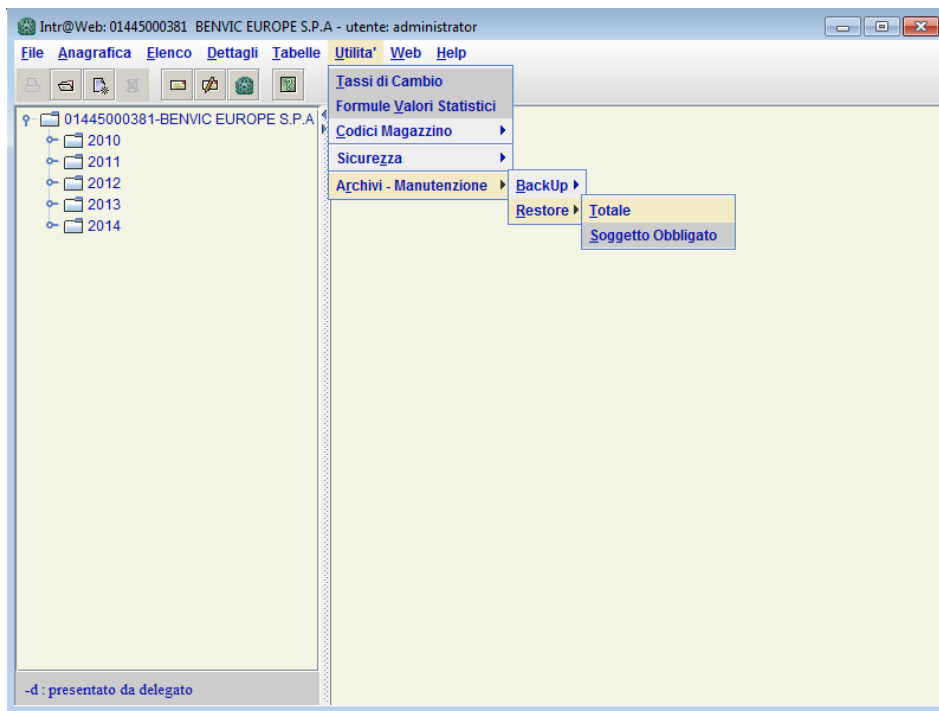 Intr@Web: 01445000381 BENVIC EUROPE S.P.A - utente: administrator
File Anagrafica Elenco Dettagli Tabelle Utilita' Web Help
Tassi di Cambio
Formule Valori Statistici
Codici Magazzino
Sicurezza
Archivi - Manutenzione
BackUp
Restore
Totale
Soggetto Obbligato
01445000381-BENVIC EUROPE S.P.A
2010
2011
2012
2013
2014
-d : presentato da delegato